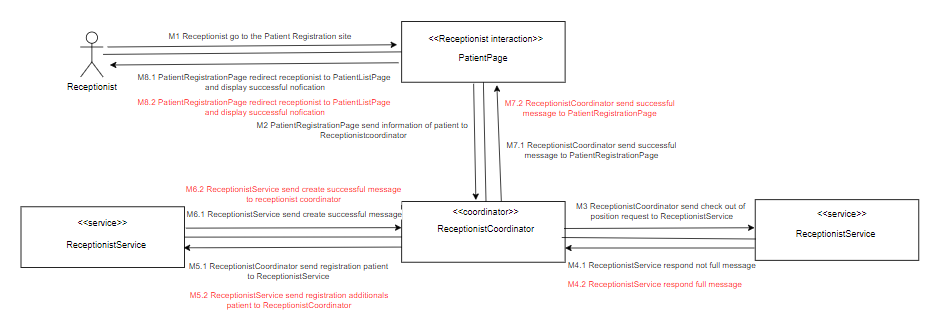 M1 Receptionist go to the Patient Registration site
<<Receptionist interaction>>
PatientPage
Receptionist
M8.1 PatientRegistrationPage redirect receptionist to PatientListPage
and display successful nofication
M8.2 PatientRegistrationPage redirect receptionist to PatientListPage
and display successful nofication
M7.2 ReceptionistCoordinator send successful
message to PatientRegistrationPage
M2 PatientRegistrationPage send information of patient to
Receptionistcoordinator
M7.1 ReceptionistCoordinator send successful
message to PatientRegistrationPage
M6.2 ReceptionistService send create successful message
to receptionist coordinator
M6.1 ReceptionistService send create successful message
<<service>>
ReceptionistService
<<coordinator>>
ReceptionistCoordinator
M3 ReceptionistCoordinator send check out of
position request to ReceptionistService
<<service>>
ReceptionistService
M5.1 ReceptionistCoordinator send registration patient
to ReceptionistService
M5.2 ReceptionistService send registration additionals
patient to ReceptionistCoordinator
M4.1 ReceptionistService respond not full message
M4.2 ReceptionistService respond full message